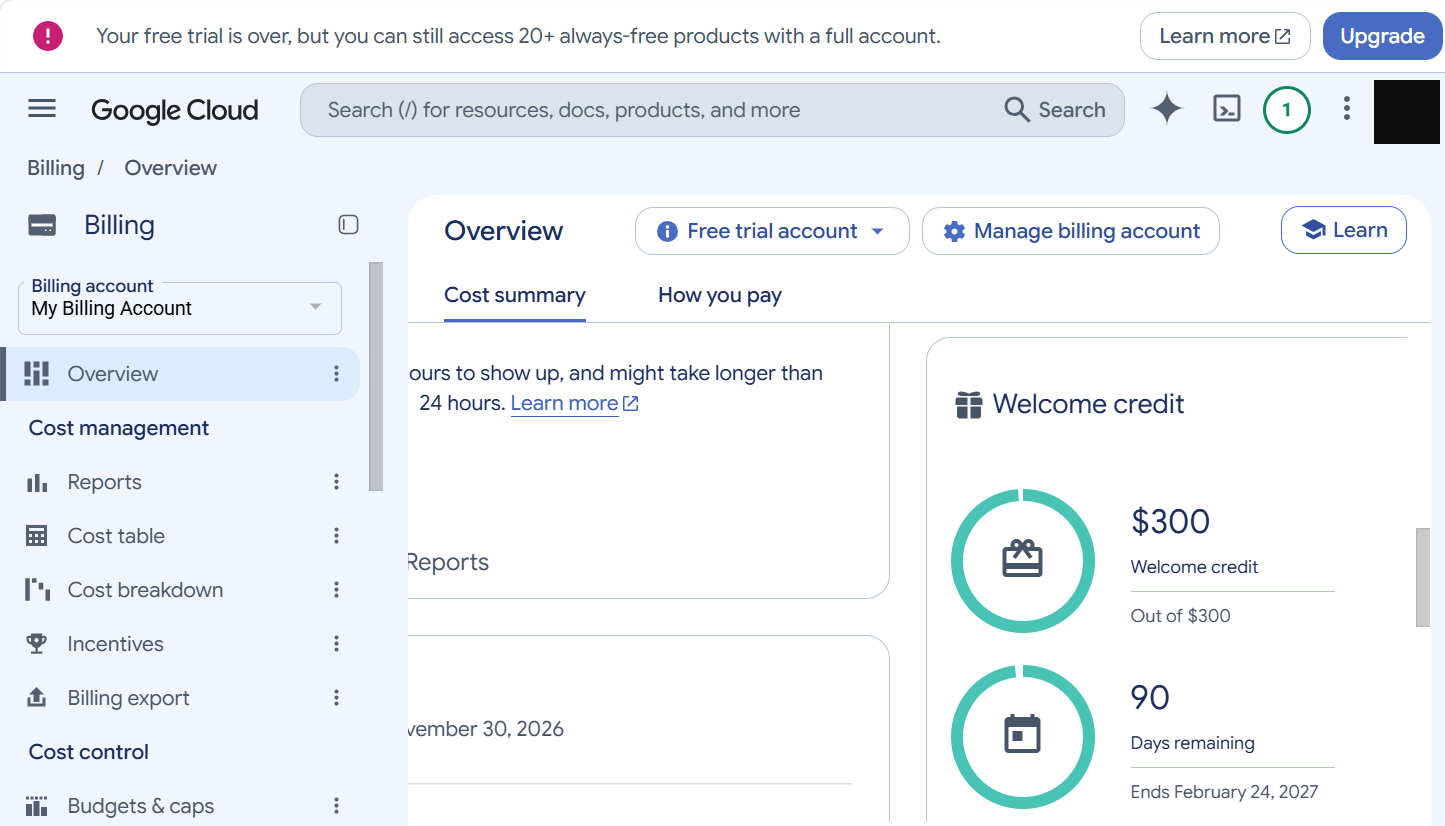 Your free trial is over, but you can still access 20+ always-free products with a full account.
Learn more
Upgrade
Google Cloud
Search (/) for resources, docs, products, and more
Search
1
Billing / Overview
Billing
Billing account
My Billing Account
Overview
Cost management
Reports
Cost table
Cost breakdown
Incentives
Billing export
Cost control
Budgets & caps
Overview
Free trial account
Manage billing account
Learn
Cost summary
How you pay
ours to show up, and might take longer than
24 hours. Learn more
Reports
vember 30, 2026
Welcome credit
$300
Welcome credit
Out of $300
90
Days remaining
Ends February 24, 2027